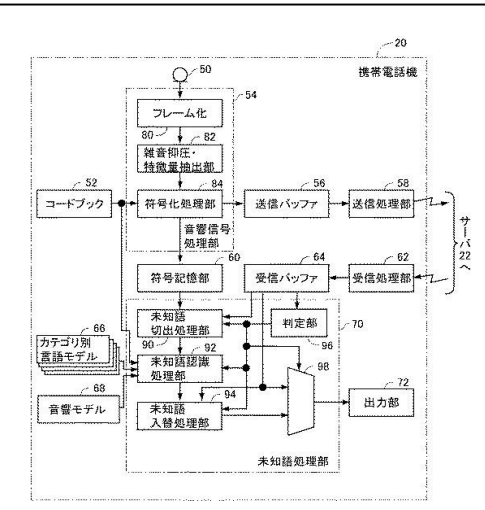 20
携帯電話機
50
54
フレーム化
80
82
雑音抑圧・
特徴量抽出部
52
84
56
58
コードブック
符号化処理部
送信バッファ
送信処理部
音響信号
処理部
サーバ22へ
60
64
62
符号記憶部
受信バッファ
受信処理部
未知語
切出処理部
90
判定部
96
70
66
カテゴリ別
言語モデル
92
未知語認識
処理部
98
68
音響モデル
94
未知語
入替処理部
72
出力部
未知語処理部